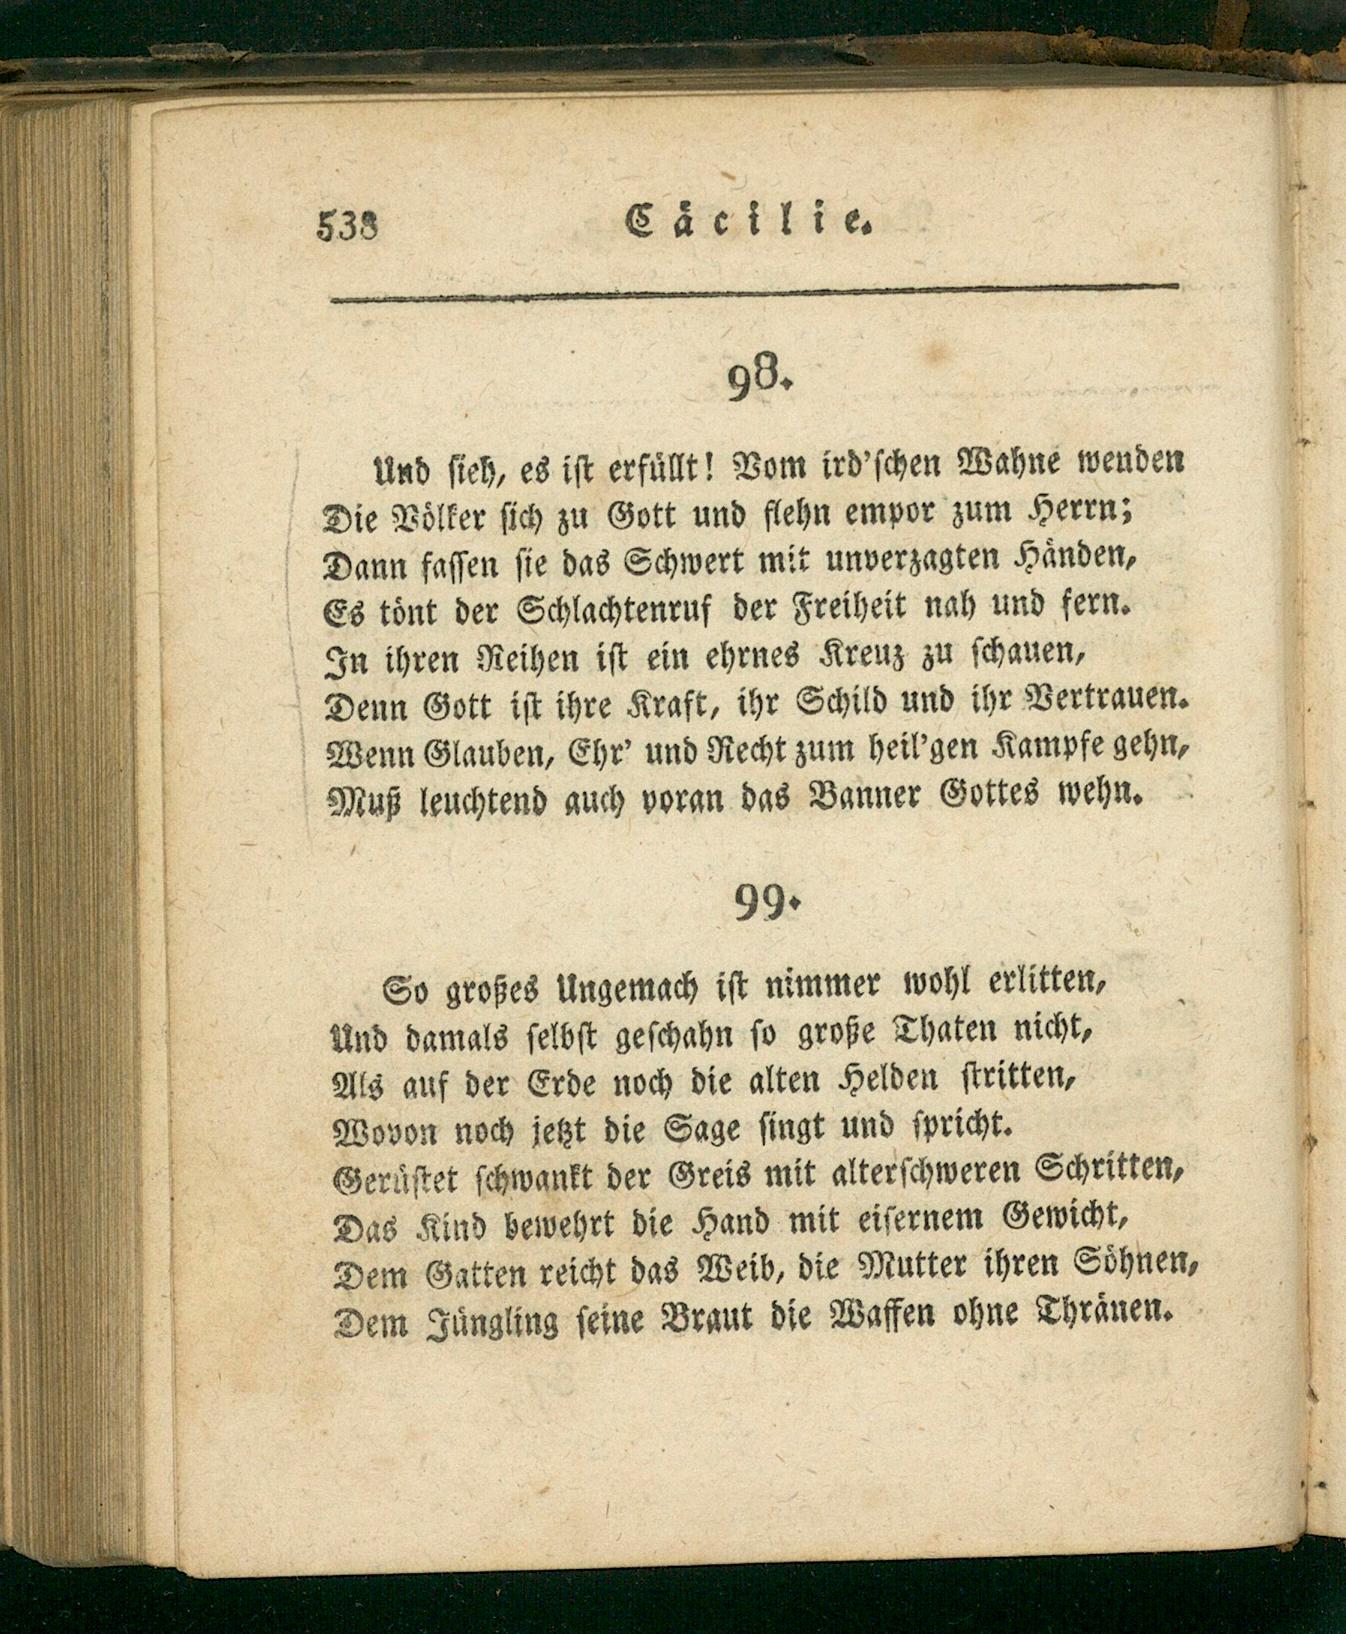 538 Cäcilie.
98.
Und sieh, es ist erfüllt! Vom ird'schen Wahne wenden
Die Völker sich zu Gott und flehn empor zum Herrn;
Dann fassen sie das Schwert mit unverzagten Händen,
Es tönt der Schlachtenruf der Freiheit nah und fern.
In ihren Reihen ist ein ehrnes Kreuz zu schauen,
Denn Gott ist ihre Kraft, ihr Schild und ihr Vertrauen.
Wenn Glauben, Ehr' und Recht zum heil'gen Kampfe gehn,
Muß leuchtend auch voran das Banner Gottes wehn.
99.
So großes Ungemach ist nimmer wohl erlitten,
Und damals selbst geschahn so große Thaten nicht,
Als auf der Erde noch die alten Helden stritten,
Wovon noch jetzt die Sage singt und spricht.
Gerüstet schwankt der Greis mit alterschweren Schritten,
Das Kind bewehrt die Hand mit eisernem Gewicht,
Dem Gatten reicht das Weib, die Mutter ihren Söhnen,
Dem Jüngling seine Braut die Waffen ohne Thränen.